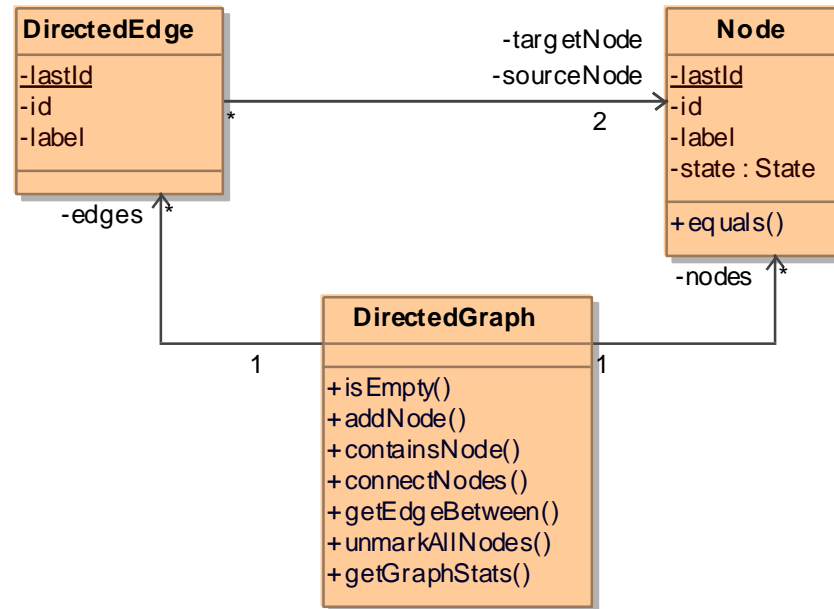 DirectedEdge
-lastId
-id
-label
-targetNode
-sourceNode
*
2
Node
-lastId
-id
-label
-state : State
+equals()
-edges
*
-nodes
*
DirectedGraph
1
1
+isEmpty()
+addNode()
+containsNode()
+connectNodes()
+getEdgeBetween()
+unmarkAllNodes()
+getGraphStats()